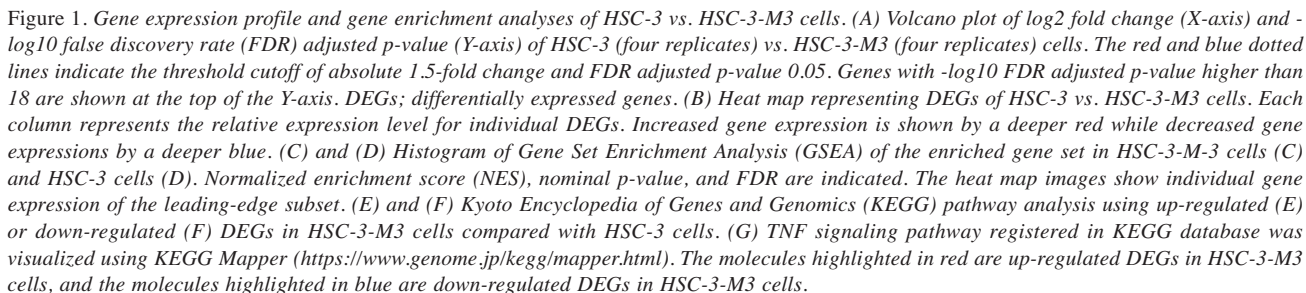 Figure 1. Gene expression profile and gene enrichment analyses of HSC-3 vs. HSC-3-M3 cells. (A) Volcano plot of log2 fold change (X-axis) and -
log10 false discovery rate (FDR) adjusted p-value (Y-axis) of HSC-3 (four replicates) vs. HSC-3-M3 (four replicates) cells. The red and blue dotted
lines indicate the threshold cutoff of absolute 1.5-fold change and FDR adjusted p-value 0.05. Genes with -log10 FDR adjusted p-value higher than
18 are shown at the top of the Y-axis. DEGs; differentially expressed genes. (B) Heat map representing DEGs of HSC-3 vs. HSC-3-M3 cells. Each
column represents the relative expression level for individual DEGs. Increased gene expression is shown by a deeper red while decreased gene
expressions by a deeper blue. (C) and (D) Histogram of Gene Set Enrichment Analysis (GSEA) of the enriched gene set in HSC-3-M-3 cells (C)
and HSC-3 cells (D). Normalized enrichment score (NES), nominal p-value, and FDR are indicated. The heat map images show individual gene
expression of the leading-edge subset. (E) and (F) Kyoto Encyclopedia of Genes and Genomics (KEGG) pathway analysis using up-regulated (E)
or down-regulated (F) DEGs in HSC-3-M3 cells compared with HSC-3 cells. (G) TNF signaling pathway registered in KEGG database was
visualized using KEGG Mapper (https://www.genome.jp/kegg/mapper.html). The molecules highlighted in red are up-regulated DEGs in HSC-3-M3
cells, and the molecules highlighted in blue are down-regulated DEGs in HSC-3-M3 cells.